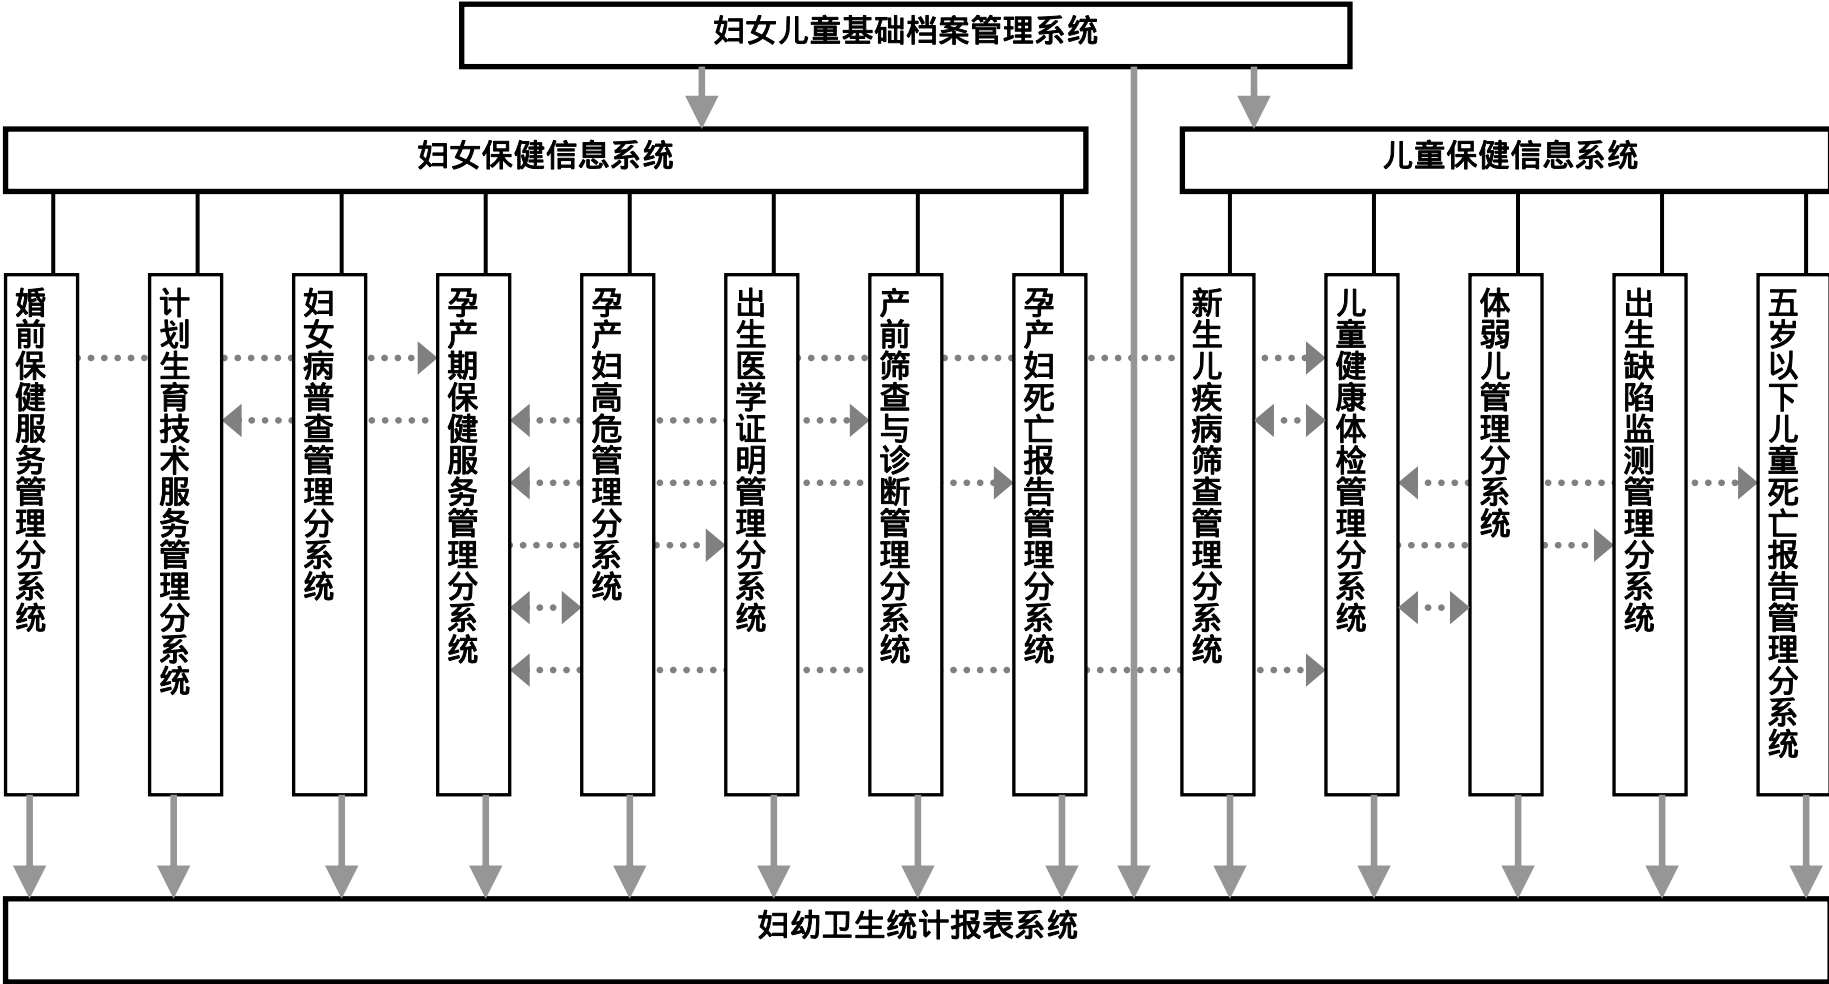 妇女儿童基础档案管理系统
妇女保健信息系统
儿童保健信息系统
婚前保健服务管理分系统
计划生育技术服务管理分系统
妇女病普查管理分系统
孕产期保健服务管理分系统
孕产妇高危管理分系统
出生医学证明管理分系统
产前筛查与诊断管理分系统
孕产妇死亡报告管理分系统
新生儿疾病筛查管理分系统
儿童健康体检管理分系统
体弱儿管理分系统
出生缺陷监测管理分系统
五岁以下儿童死亡报告管理分系统
妇幼卫生统计报表系统